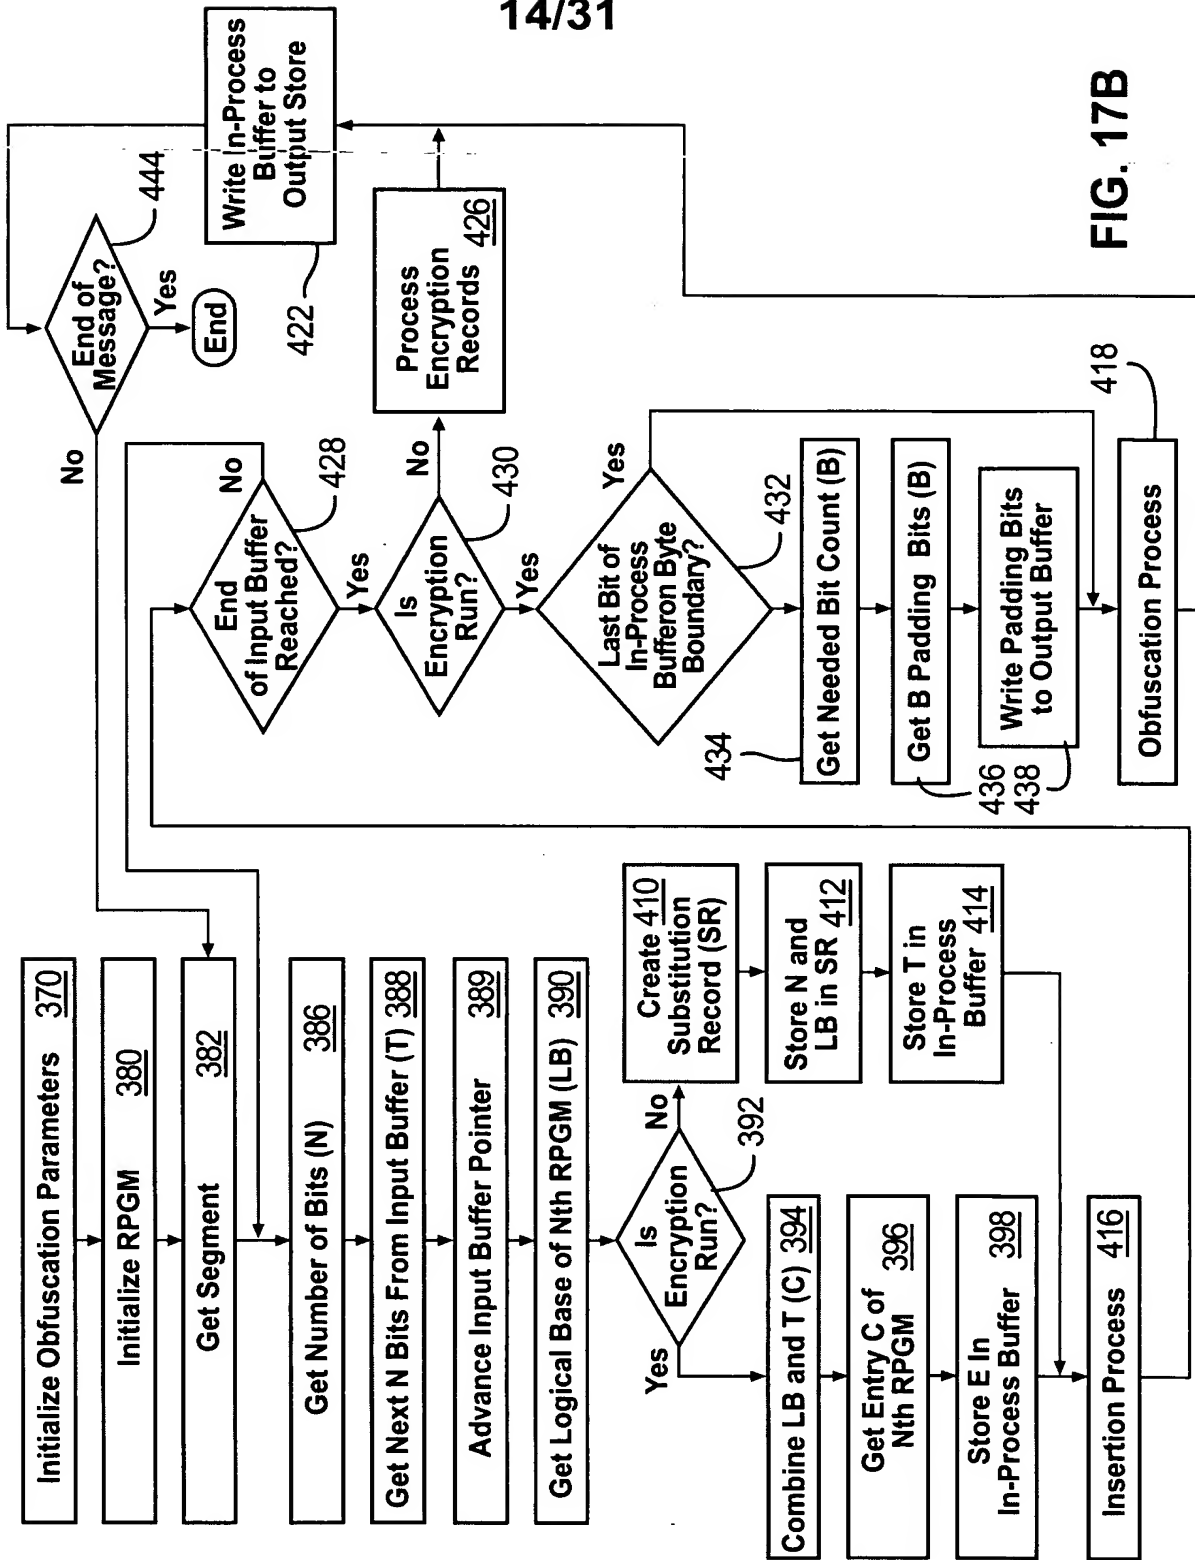 14/31
Initialize Obfuscation Parameters 370
Initialize RPGM 380
Get Segment 382
Get Number of Bits (N) 386
Get Next N Bits From Input Buffer (T) 388
Advance Input Buffer Pointer 389
Get Logical Base of Nth RPGM (LB) 390
Is
Encryption
Run?
392
Yes
No
Combine LB and T (C) 394
Get Entry C of
Nth RPGM 396
Store E In
In-Process Buffer 398
Create 410
Substitution
Record (SR)
Store N and
LB in SR 412
Store T in
In-Process
Buffer 414
Insertion Process 416
End
of Input Buffer
Reached?
428
No
Yes
Is
Encryption
Run?
430
No
Yes
Process
Encryption
Records 426
Last Bit of
In-Process
Bufferon Byte
Boundary?
432
Yes
Get Needed Bit Count (B)
434
Get B Padding Bits (B)
436
Write Padding Bits
to Output Buffer
438
Obfuscation Process
418
Write In-Process
Buffer to
Output Store
422
End of
Message?
444
No
Yes
End
FIG. 17B